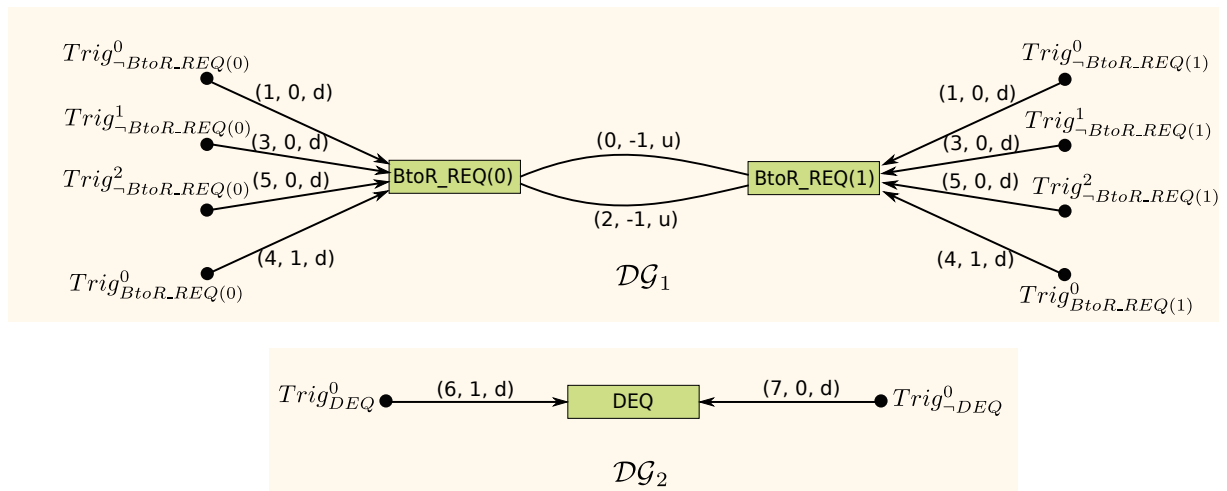 Trig^0_{¬BtoR_REQ(0)}
(1, 0, d)
Trig^1_{¬BtoR_REQ(0)}
(3, 0, d)
Trig^2_{¬BtoR_REQ(0)}
(5, 0, d)
Trig^0_{BtoR_REQ(0)}
(4, 1, d)
BtoR_REQ(0)
(0, -1, u)
(2, -1, u)
BtoR_REQ(1)
Trig^0_{¬BtoR_REQ(1)}
(1, 0, d)
Trig^1_{¬BtoR_REQ(1)}
(3, 0, d)
Trig^2_{¬BtoR_REQ(1)}
(5, 0, d)
(4, 1, d)
Trig^0_{BtoR_REQ(1)}
DG_1
Trig^0_{DEQ}
(6, 1, d)
DEQ
(7, 0, d)
Trig^0_{¬DEQ}
DG_2